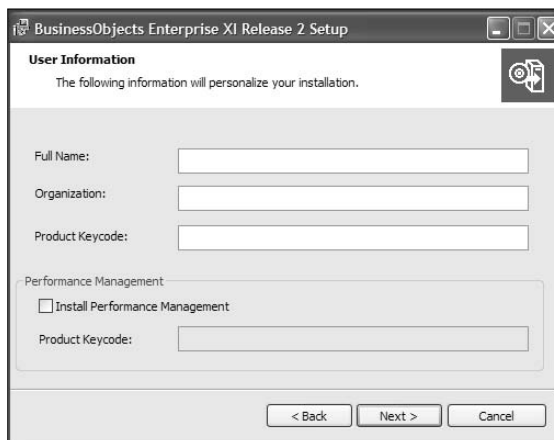 BusinessObjects Enterprise XI Release 2 Setup
User Information
The following information will personalize your installation.
Full Name:
Organization:
Product Keycode:
Performance Management
Install Performance Management
Product Keycode:
< Back Next > Cancel